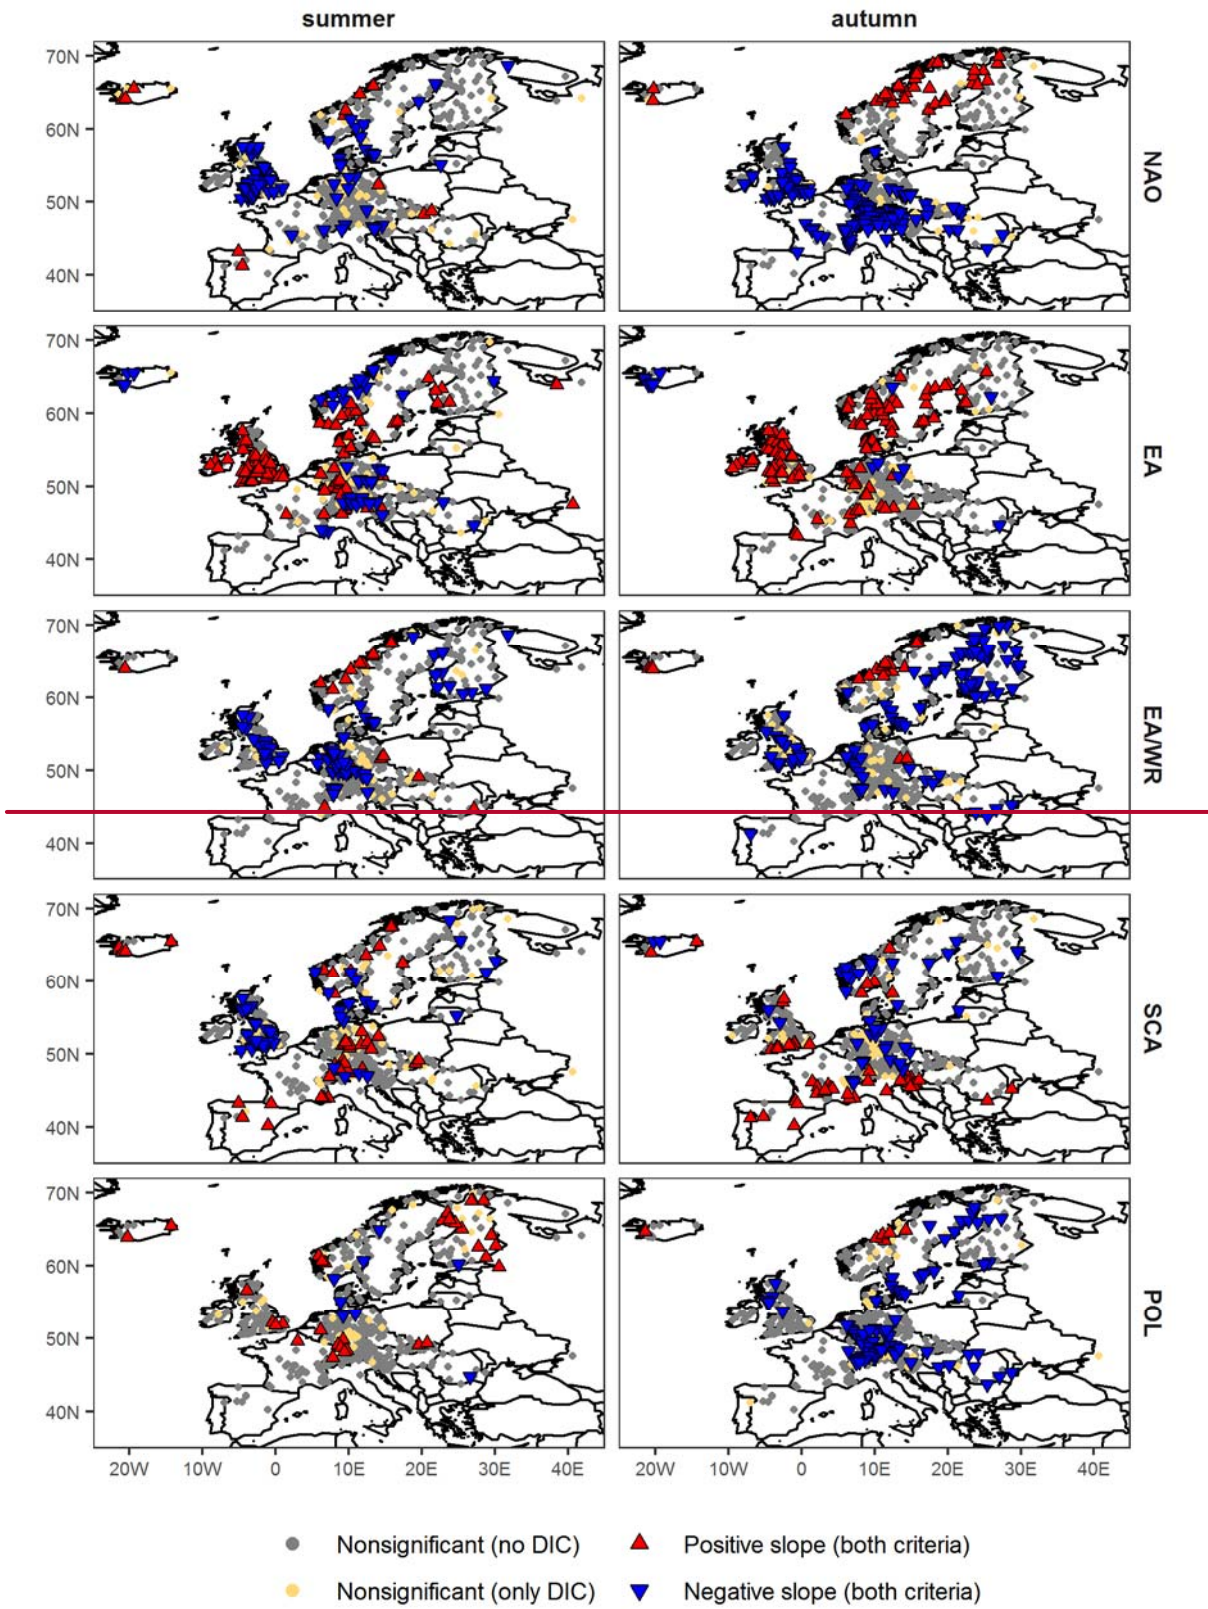 summer autumn
70N
60N
50N
40N
NAO
70N
60N
50N
40N
EA
70N
60N
50N
40N
EA/WR
70N
60N
50N
40N
SCA
70N
60N
50N
40N
POL
20W 10W 0 10E 20E 30E 40E 20W 10W 0 10E 20E 30E 40E
Nonsignificant (no DIC) Positive slope (both criteria)
Nonsignificant (only DIC) Negative slope (both criteria)